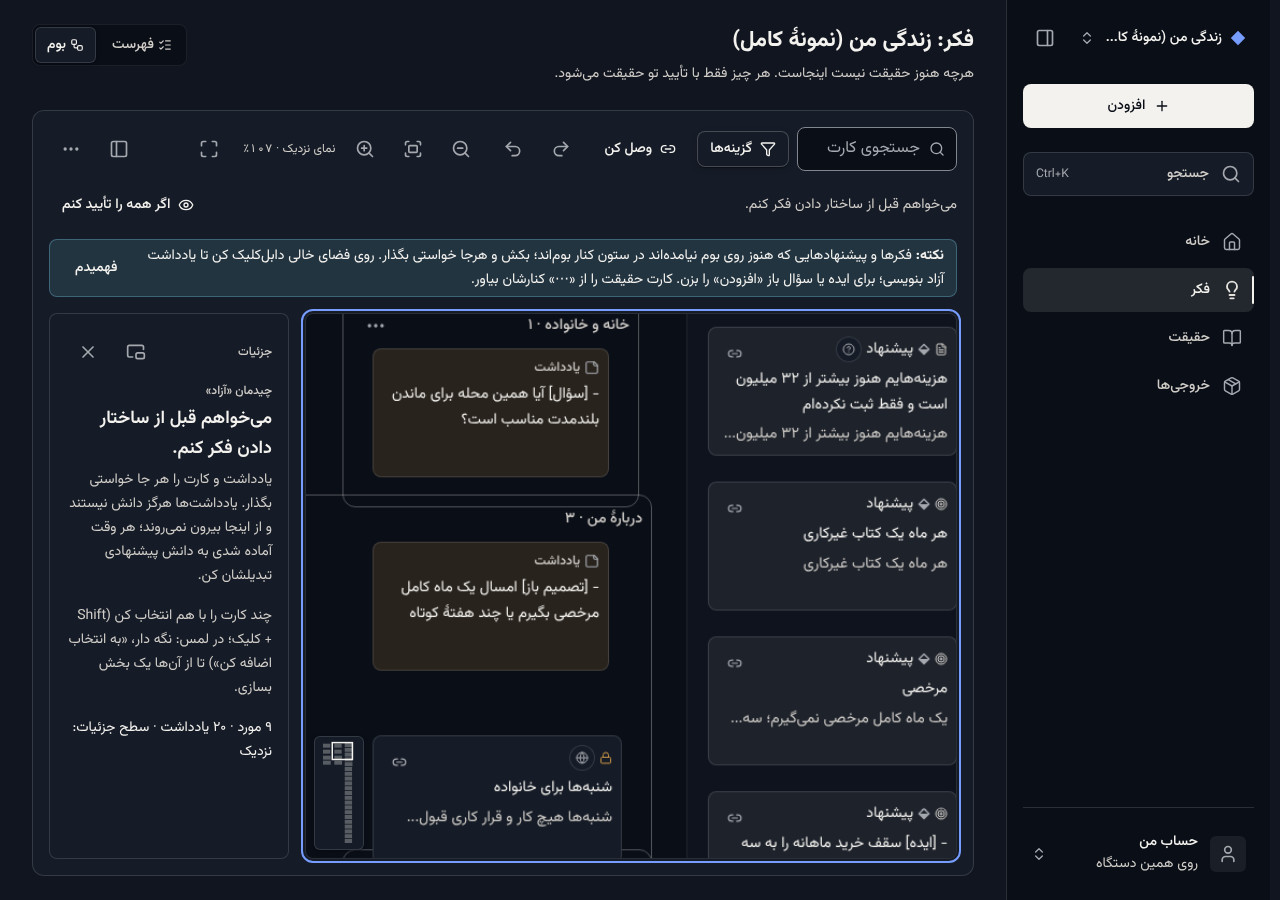 زندگی من (نمونهٔ کا...
افزودن
جستجو
Ctrl+K
خانه
فکر
حقیقت
خروجی‌ها
حساب من
روی همین دستگاه
فکر: زندگی من (نمونهٔ کامل)
هرچه هنوز حقیقت نیست اینجاست. هر چیز فقط با تأیید تو حقیقت می‌شود.
فهرست
بوم
جستجوی کارت
گزینه‌ها
وصل کن
نمای نزدیک · ۱۰۷٪
می‌خواهم قبل از ساختار دادن فکر کنم.
اگر همه را تأیید کنم
نکته: فکرها و پیشنهادهایی که هنوز روی بوم نیامده‌اند در ستون کنار بوم‌اند؛ بکش و هرجا خواستی بگذار. روی فضای خالی دابل‌کلیک کن تا یادداشت
آزاد بنویسی؛ برای ایده یا سؤال باز «افزودن» را بزن. کارت حقیقت را از «···» کنارشان بیاور.
فهمیدم
پیشنهاد
هزینه‌هایم هنوز بیشتر از ۳۲ میلیون
است و فقط ثبت نکرده‌ام
هزینه‌هایم هنوز بیشتر از ۳۲ میلیون...
پیشنهاد
هر ماه یک کتاب غیرکاری
هر ماه یک کتاب غیرکاری
پیشنهاد
مرخصی
یک ماه کامل مرخصی نمی‌گیرم؛ سه...
پیشنهاد
- [ایده] سقف خرید ماهانه را به سه
خانه و خانواده · ۱۰
یادداشت
- [سؤال] آیا همین محله برای ماندن
بلندمدت مناسب است؟
دربارهٔ من · ۳
یادداشت
- [تصمیم باز] امسال یک ماه کامل
مرخصی بگیرم یا چند هفتهٔ کوتاه
شنبه‌ها برای خانواده
شنبه‌ها هیچ کار و قرار کاری قبول...
جزئیات
چیدمان «آزاد»
می‌خواهم قبل از ساختار
دادن فکر کنم.
یادداشت و کارت را هر جا خواستی
بگذار. یادداشت‌ها هرگز دانش نیستند
و از اینجا بیرون نمی‌روند؛ هر وقت
آماده شدی به دانش پیشنهادی
تبدیلشان کن.
چند کارت را با هم انتخاب کن (Shift
+ کلیک؛ در لمس: نگه دار، «به انتخاب
اضافه کن») تا از آن‌ها یک بخش
بسازی.
۹ مورد · ۲۰ یادداشت · سطح جزئیات:
نزدیک